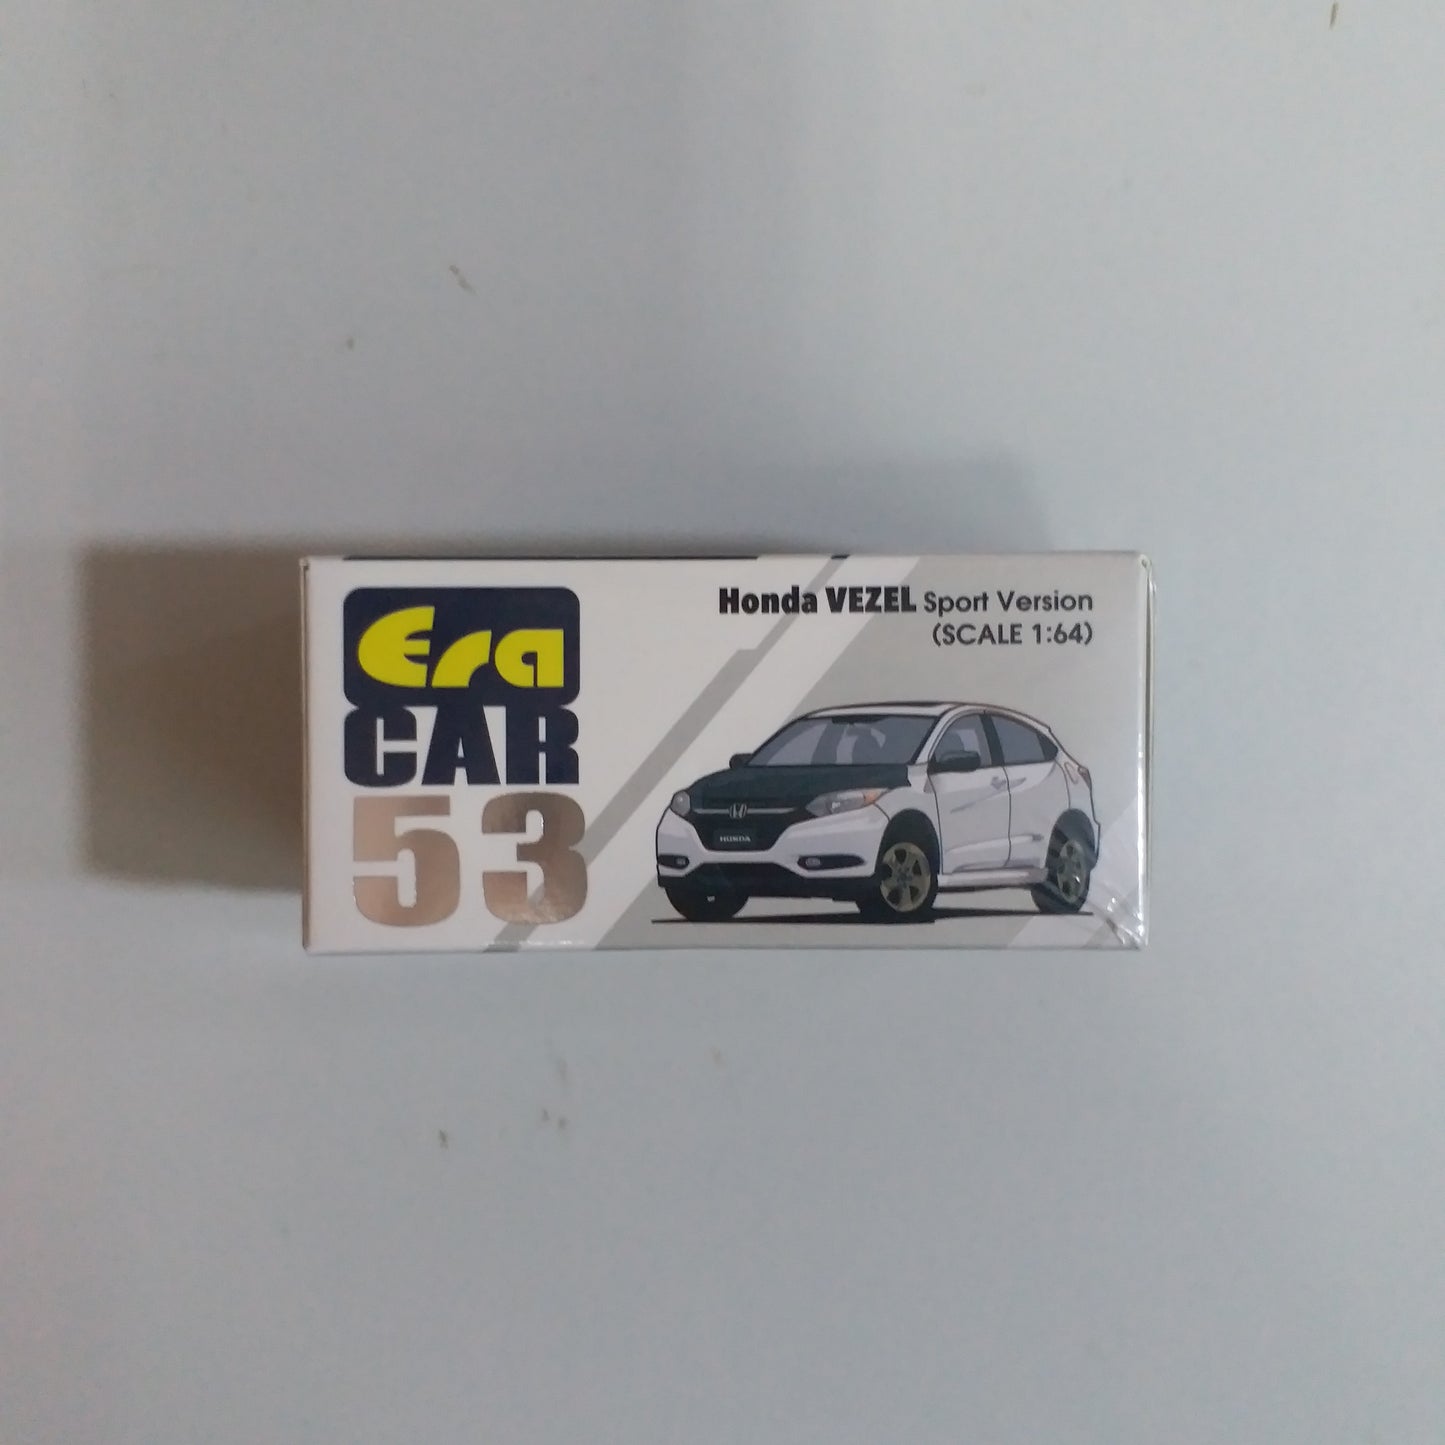 Era
CAR
53
Honda VEZEL Sport Version
(SCALE 1:64)
HONDA